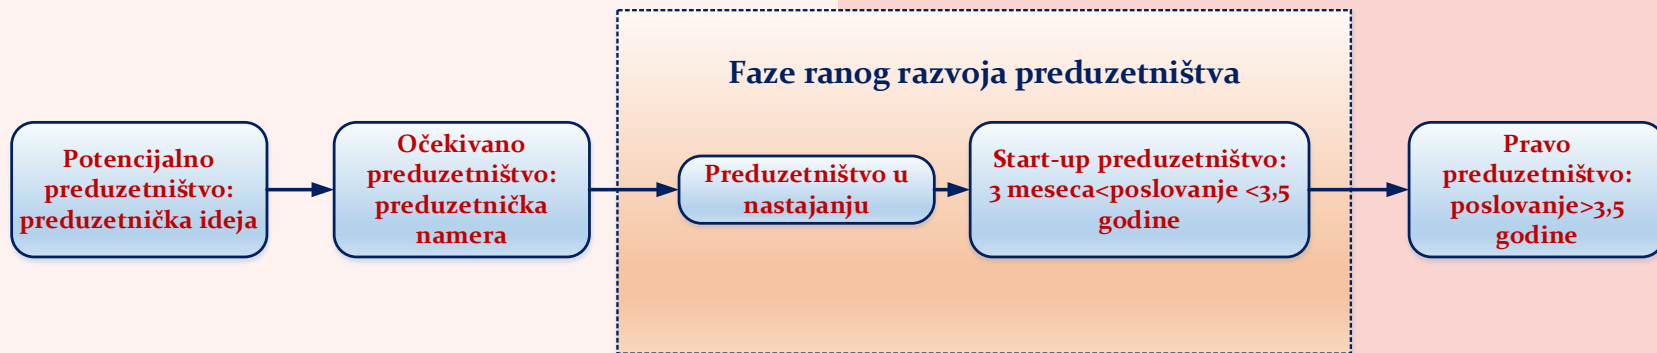 Faze ranog razvoja preduzetništva
Potencijalno
preduzetništvo:
preduzetnička ideja
Očekivano
preduzetništvo:
preduzetnička
namera
Preduzetništvo u
nastajanju
Start-up preduzetništvo:
3 meseca<poslovanje <3,5
godine
Pravo
preduzetništvo:
poslovanje>3,5
godine